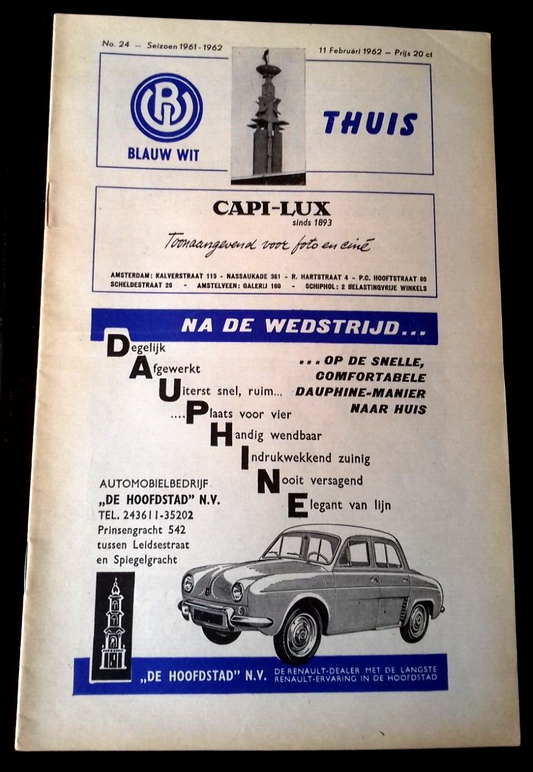 No. 24 — Seizoen 1961-1962
11 Februari 1962 — Prijs 20 ct
BW
BLAUW WIT
THUIS
CAPI-LUX
sinds 1893
Toonaangevend voor foto en ciné
AMSTERDAM: KALVERSTRAAT 115 - NASSAUKADE 361 - R. HARTSTRAAT 4 - P.C. HOOFTSTRAAT 80
SCHELDESTRAAT 26 - AMSTELVEEN: GALERIJ 160 - SCHIPHOL: 2 BELASTINGVRIJE WINKELS
NA DE WEDSTRIJD...
Degelijk
Afgewerkt
Uiterst snel, ruim...
....Plaats voor vier
Handig wendbaar
Indrukwekkend zuinig
Nooit versagend
Elegant van lijn
...OP DE SNELLE,
COMFORTABELE
DAUPHINE-MANIER
NAAR HUIS
AUTOMOBIELBEDRIJF
„DE HOOFDSTAD" N.V.
TEL. 243611-35202
Prinsengracht 542
tussen Leidsestraat
en Spiegelgracht
„DE HOOFDSTAD" N.V.
DE RENAULT-DEALER MET DE LANGSTE
RENAULT-ERVARING IN DE HOOFDSTAD